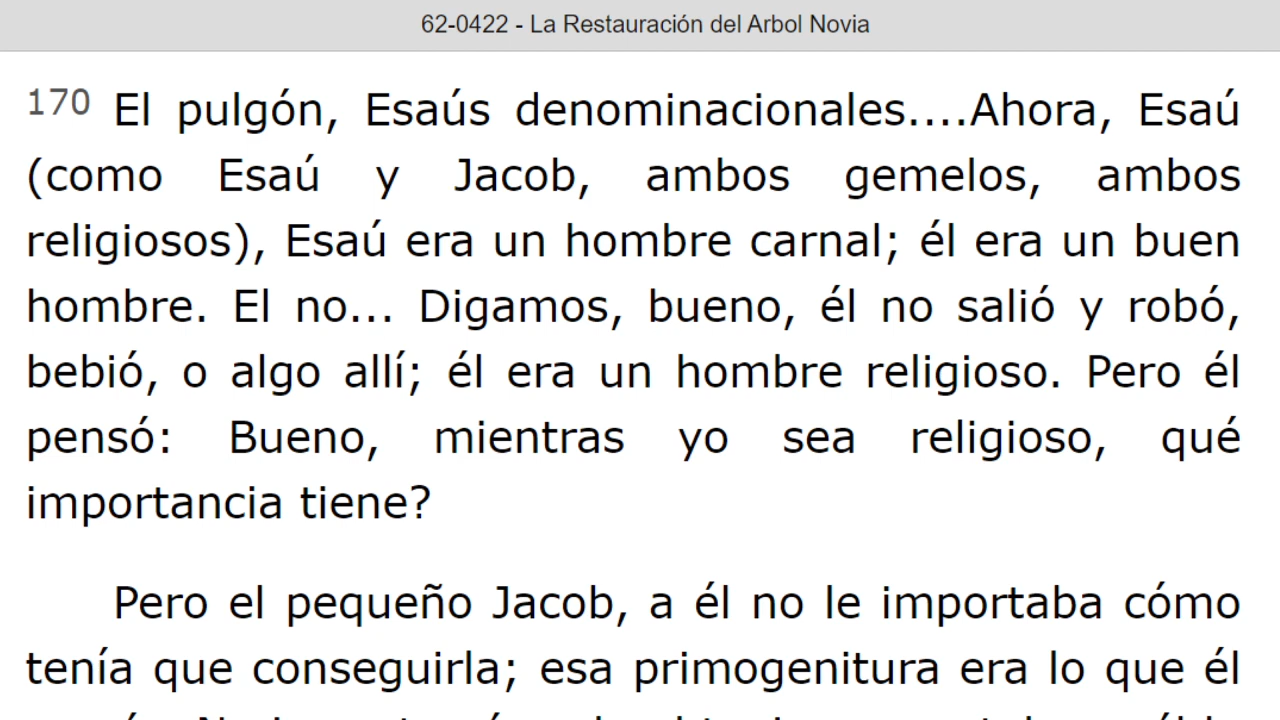 62-0422 - La Restauración del Arbol Novia
170 El pulgón, Esaús denominacionales....Ahora, Esaú
(como Esaú y Jacob, ambos gemelos, ambos
religiosos), Esaú era un hombre carnal; él era un buen
hombre. El no... Digamos, bueno, él no salió y robó,
bebió, o algo allí; él era un hombre religioso. Pero él
pensó: Bueno, mientras yo sea religioso, qué
importancia tiene?
Pero el pequeño Jacob, a él no le importaba cómo
tenía que conseguirla; esa primogenitura era lo que él